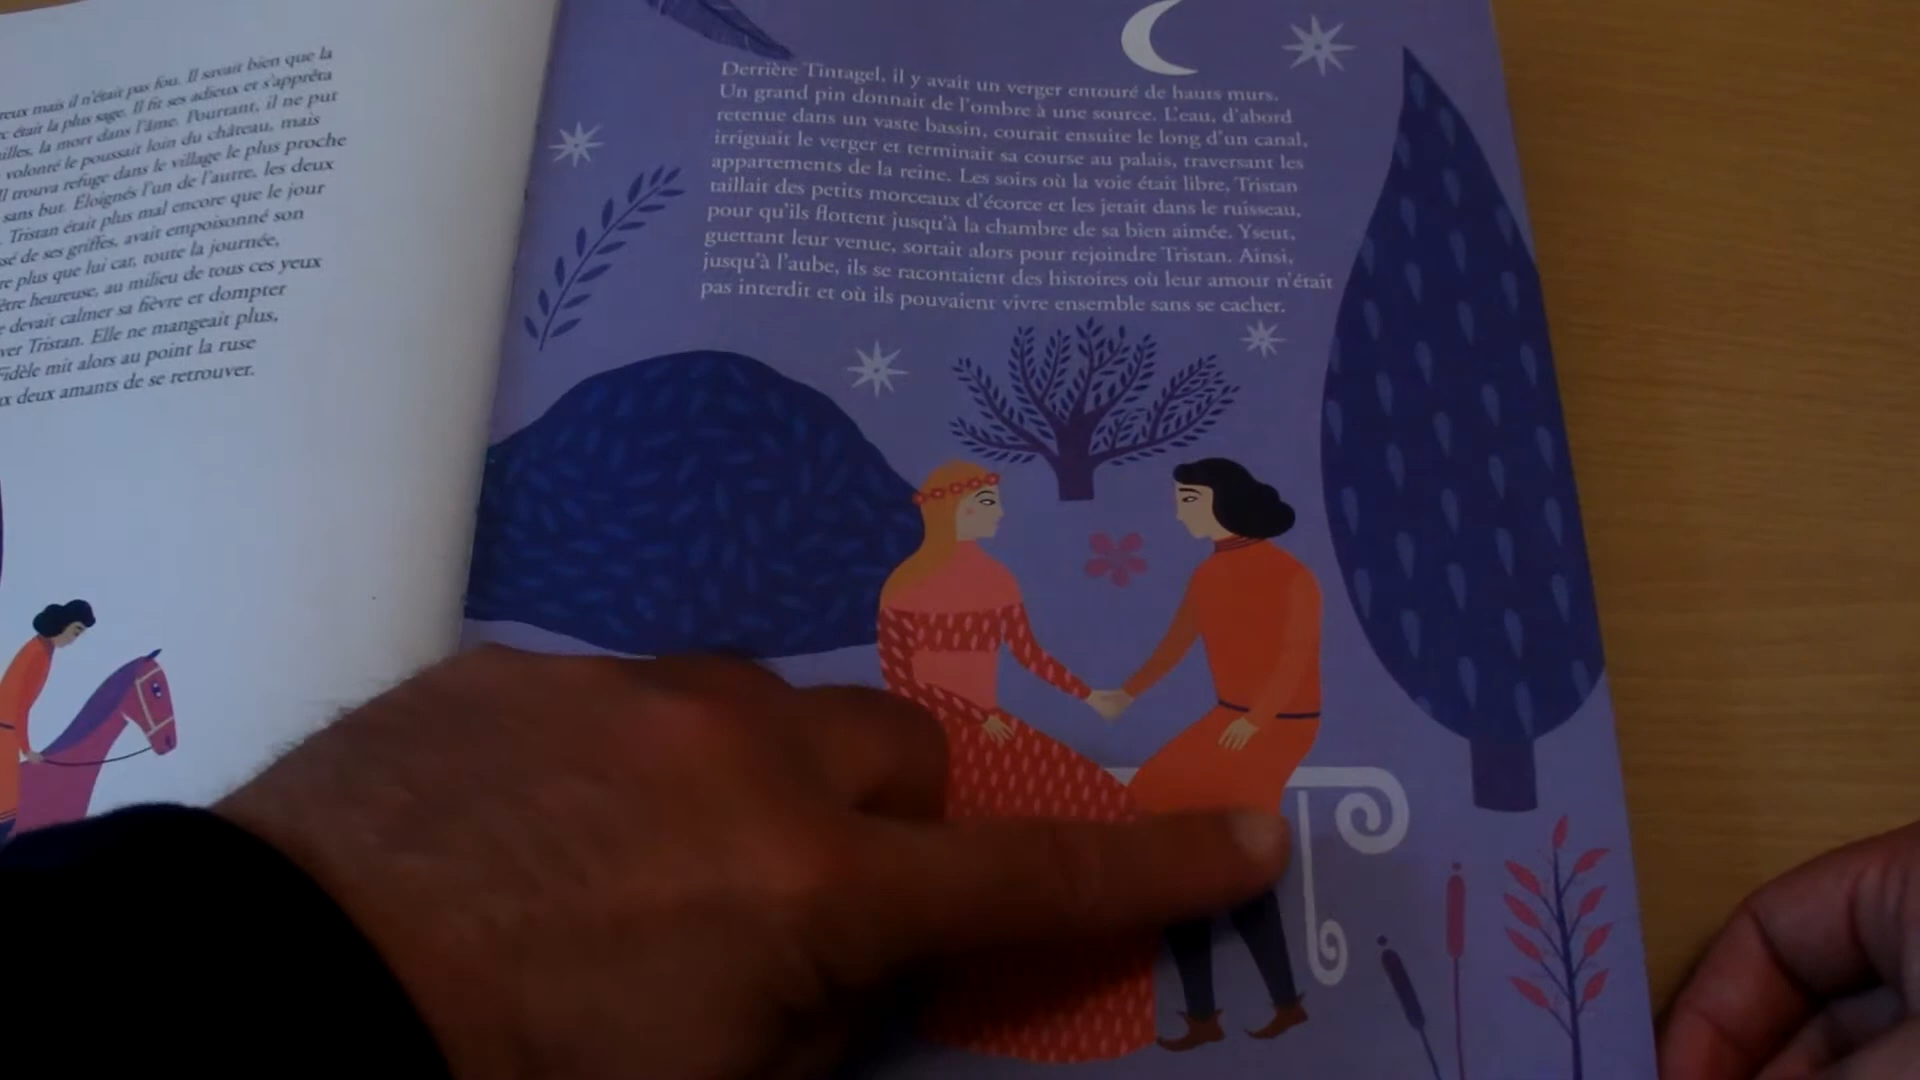 reux mais il n'était pas fou. Il savait bien que la
c était la plus sage. Il fit ses adieux et s'apprêta
illes, la mort dans l'âme. Pourtant, il ne put
volonté le poussait loin du château, mais
Il trouva refuge dans le village le plus proche
sans but. Éloignés l'un de l'autre, les deux
. Tristan était plus mal encore que le jour
sé de ses griffes, avait empoisonné son
re plus que lui car, toute la journée,
être heureuse, au milieu de tous ces yeux
e devait calmer sa fièvre et dompter
ver Tristan. Elle ne mangeait plus,
Fidèle mit alors au point la ruse
ux deux amants de se retrouver.
Derrière Tintagel, il y avait un verger entouré de hauts murs.
Un grand pin donnait de l'ombre à une source. L'eau, d'abord
retenue dans un vaste bassin, courait ensuite le long d'un canal,
irriguait le verger et terminait sa course au palais, traversant les
appartements de la reine. Les soirs où la voie était libre, Tristan
taillait des petits morceaux d'écorce et les jetait dans le ruisseau,
pour qu'ils flottent jusqu'à la chambre de sa bien aimée. Yseut,
guettant leur venue, sortait alors pour rejoindre Tristan. Ainsi,
jusqu'à l'aube, ils se racontaient des histoires où leur amour n'était
pas interdit et où ils pouvaient vivre ensemble sans se cacher.